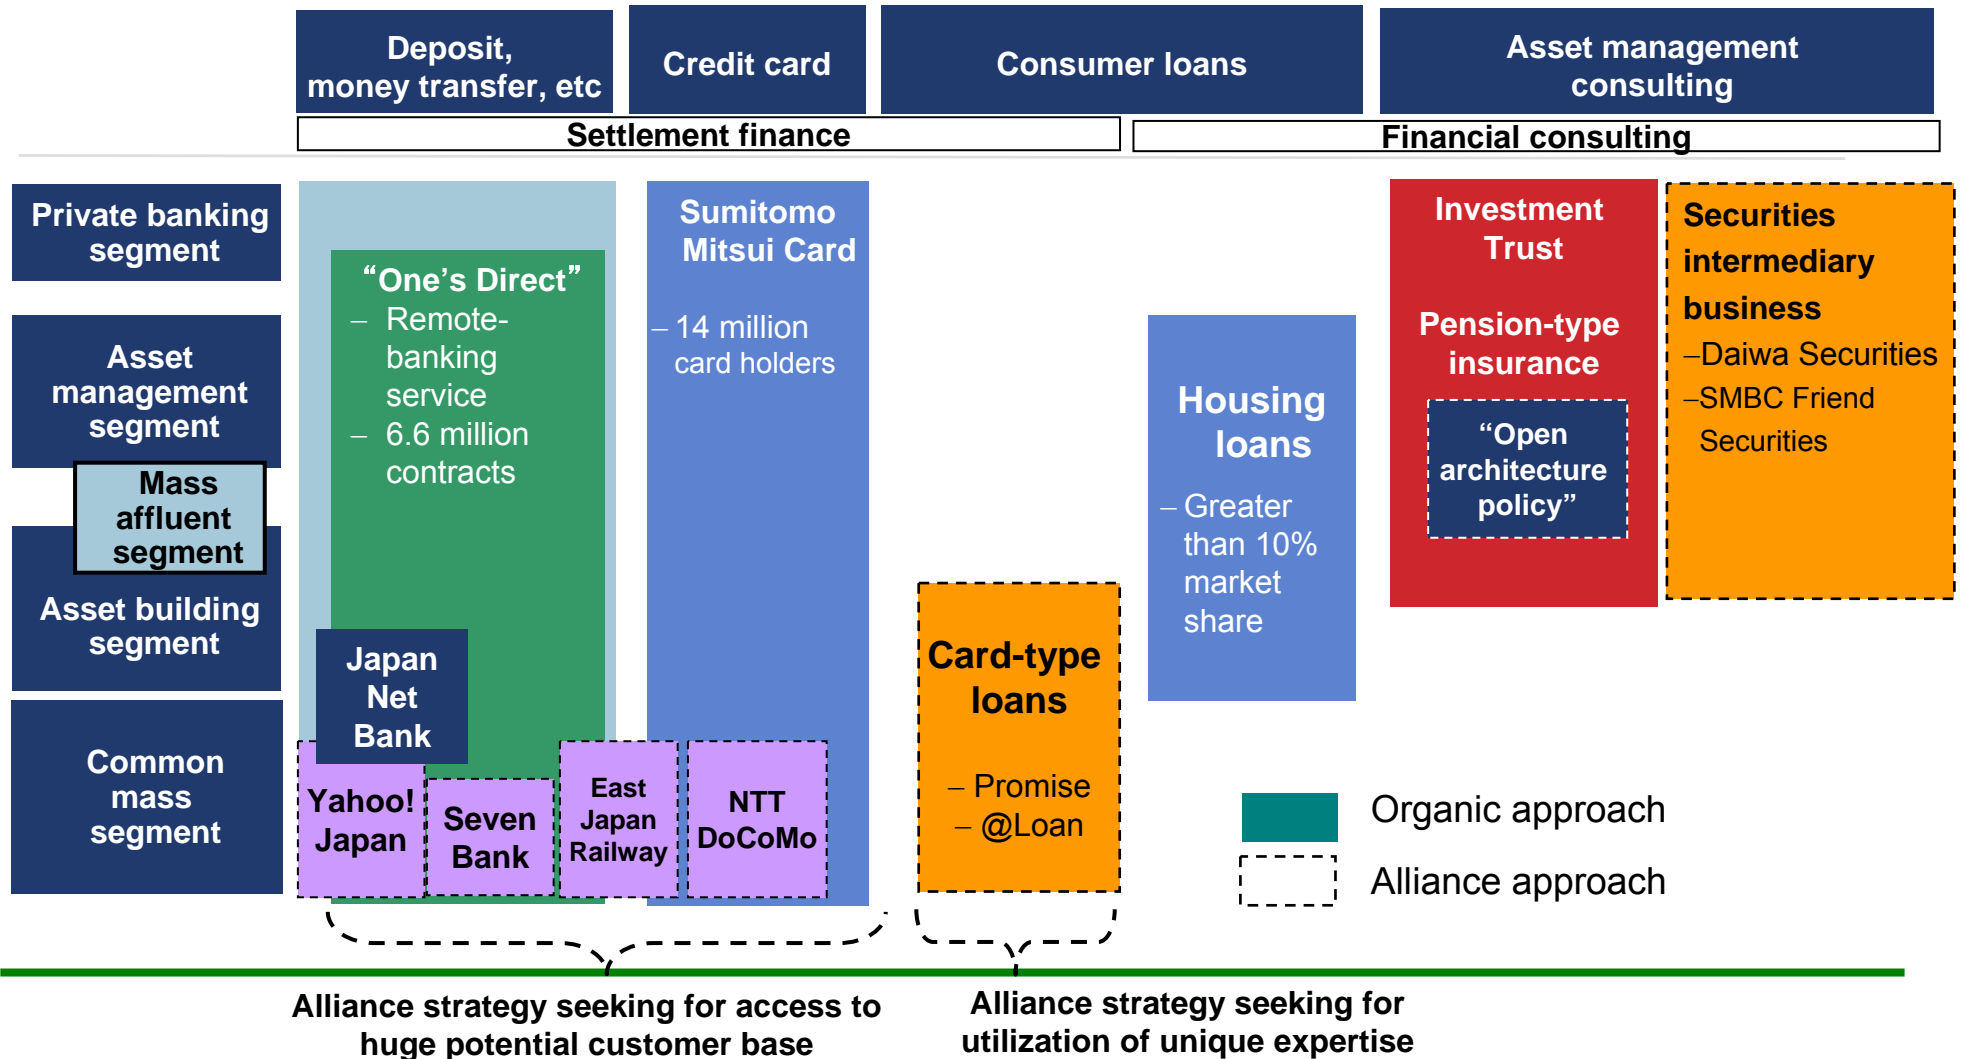 Deposit,
money transfer, etc
Credit card
Consumer loans
Asset management
consulting
Settlement finance
Financial consulting
Private banking
segment
Asset
management
segment
Mass
affluent
segment
Asset building
segment
Common
mass
segment
“One’s Direct”
– Remote-
banking
service
– 6.6 million
contracts
Japan
Net
Bank
Yahoo!
Japan
Seven
Bank
East
Japan
Railway
NTT
DoCoMo
Sumitomo
Mitsui Card
– 14 million
card holders
Card-type
loans
– Promise
– @Loan
Housing
loans
– Greater
than 10%
market
share
Investment
Trust
Pension-type
insurance
“Open
architecture
policy”
Securities
intermediary
business
–Daiwa Securities
–SMBC Friend
Securities
Organic approach
Alliance approach
Alliance strategy seeking for access to
huge potential customer base
Alliance strategy seeking for
utilization of unique expertise